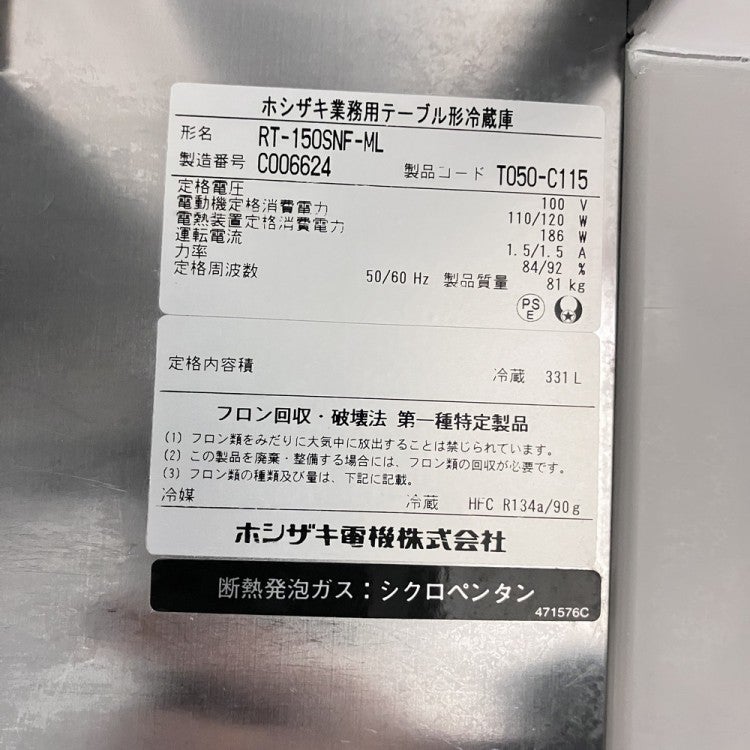 ホシザキ業務用テーブル形冷蔵庫
形名 RT-150SNF-ML
製造番号 C006624 製品コード T050-C115
定格電圧 100 V
電動機定格消費電力 110/120 W
電熱装置定格消費電力 186 W
運転電流 1.5/1.5 A
力率 84/92 %
定格周波数 50/60 Hz 製品質量 81 kg
PS
E
定格内容積 冷蔵 331 L
フロン回収・破壊法 第一種特定製品
(1) フロン類をみだりに大気中に放出することは禁じられています。
(2) この製品を廃棄・整備する場合には、フロン類の回収が必要です。
(3) フロン類の種類及び量は、下記に記載。
冷媒 冷蔵 HFC R134a/90g
ホシザキ電機株式会社
断熱発泡ガス：シクロペンタン
471576C